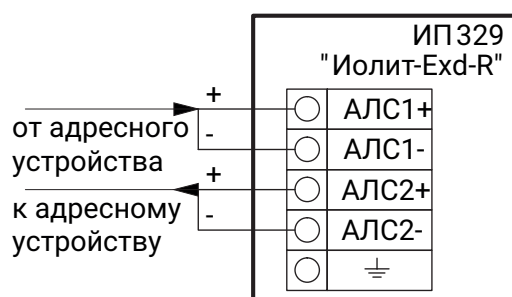 ИП 329
"Иолит-Exd-R"
+
АЛС1+
от адресного
-
АЛС1-
устройства
+
АЛС2+
к адресному
-
АЛС2-
устройству